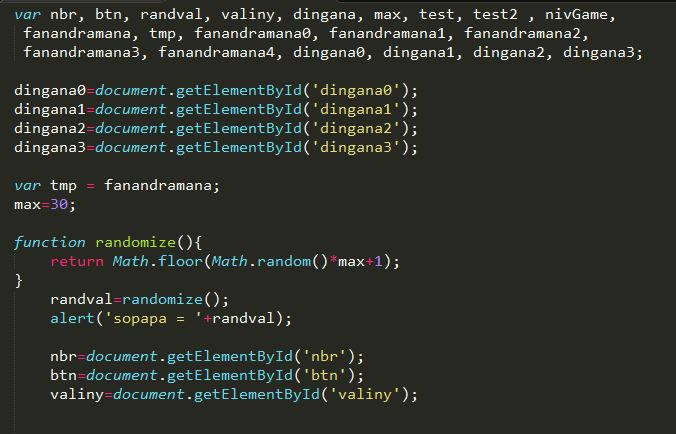 var nbr, btn, randval, valiny, dingana, max, test, test2 , nivGame,
fanandramana, tmp, fanandramana0, fanandramana1, fanandramana2,
fanandramana3, fanandramana4, dingana0, dingana1, dingana2, dingana3;
dingana0=document.getElementById('dingana0');
dingana1=document.getElementById('dingana1');
dingana2=document.getElementById('dingana2');
dingana3=document.getElementById('dingana3');
var tmp = fanandramana;
max=30;
function randomize(){
return Math.floor(Math.random()*max+1);
}
randval=randomize();
alert('sopapa = '+randval);
nbr=document.getElementById('nbr');
btn=document.getElementById('btn');
valiny=document.getElementById('valiny');